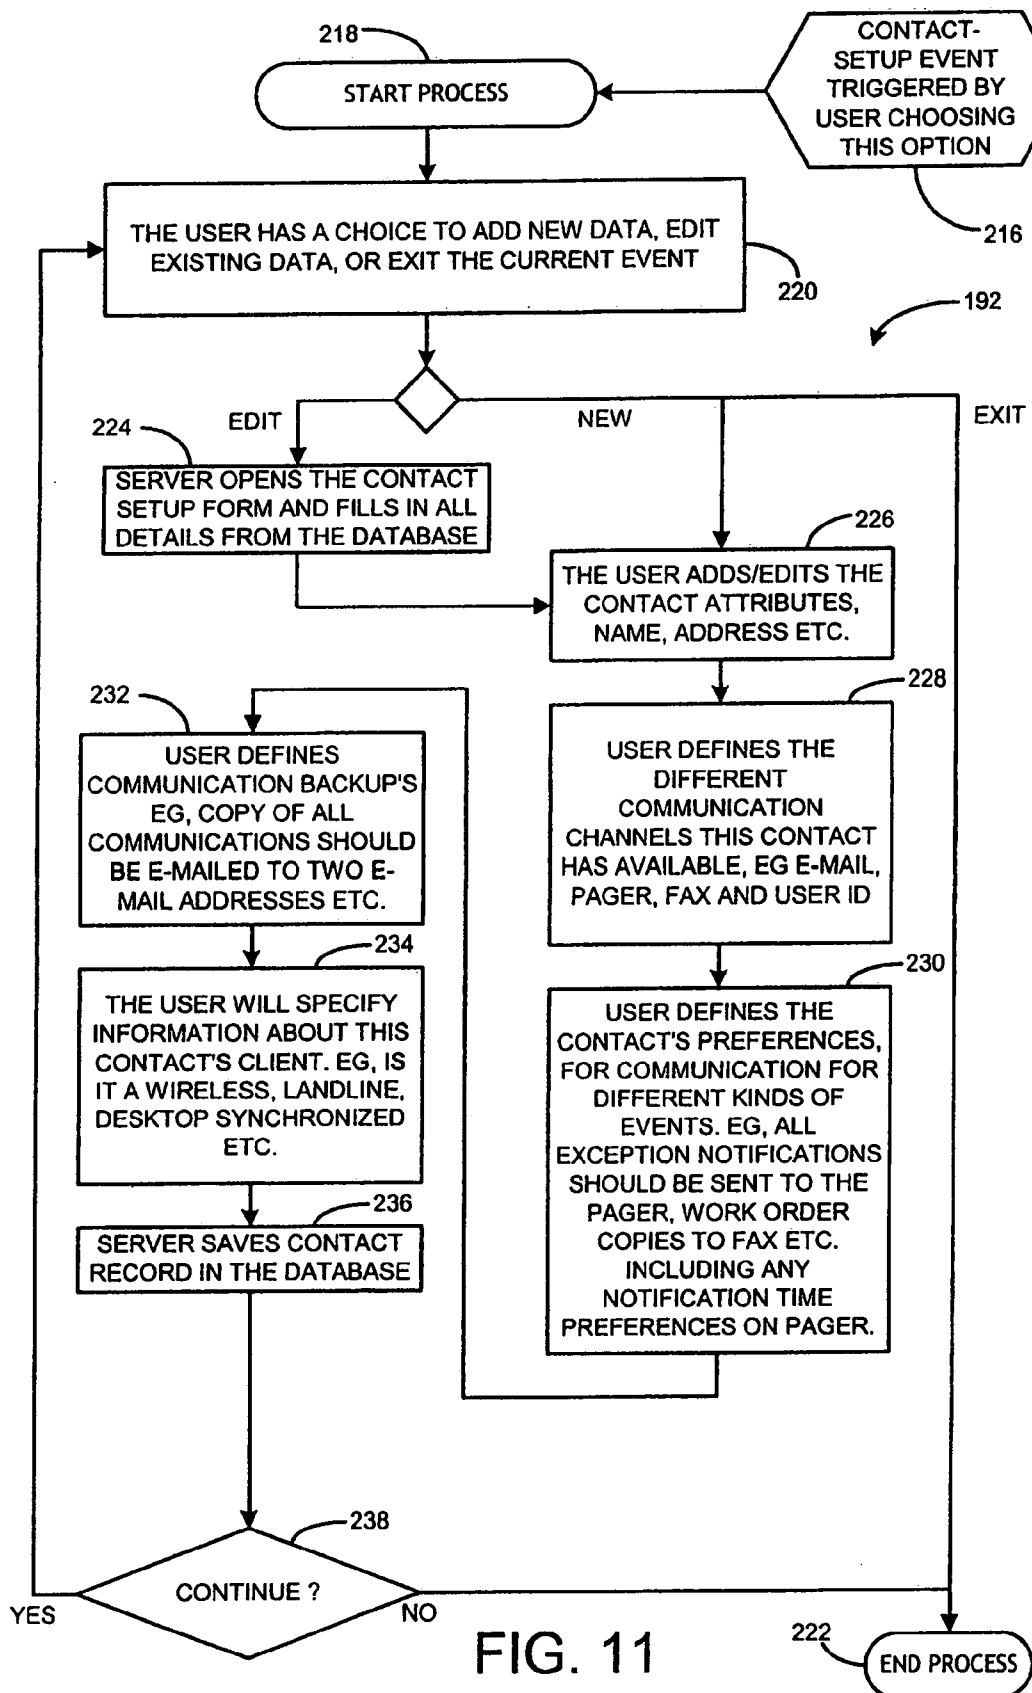 218
START PROCESS
CONTACT-
SETUP EVENT
TRIGGERED BY
USER CHOOSING
THIS OPTION
216
THE USER HAS A CHOICE TO ADD NEW DATA, EDIT
EXISTING DATA, OR EXIT THE CURRENT EVENT
220
192
EDIT
NEW
EXIT
224
SERVER OPENS THE CONTACT
SETUP FORM AND FILLS IN ALL
DETAILS FROM THE DATABASE
226
THE USER ADDS/EDITS THE
CONTACT ATTRIBUTES,
NAME, ADDRESS ETC.
228
USER DEFINES THE
DIFFERENT
COMMUNICATION
CHANNELS THIS CONTACT
HAS AVAILABLE, EG E-MAIL,
PAGER, FAX AND USER ID
230
USER DEFINES THE
CONTACT'S PREFERENCES,
FOR COMMUNICATION FOR
DIFFERENT KINDS OF
EVENTS. EG, ALL
EXCEPTION NOTIFICATIONS
SHOULD BE SENT TO THE
PAGER, WORK ORDER
COPIES TO FAX ETC.
INCLUDING ANY
NOTIFICATION TIME
PREFERENCES ON PAGER.
232
USER DEFINES
COMMUNICATION BACKUP'S
EG, COPY OF ALL
COMMUNICATIONS SHOULD
BE E-MAILED TO TWO E-
MAIL ADDRESSES ETC.
234
THE USER WILL SPECIFY
INFORMATION ABOUT THIS
CONTACT'S CLIENT. EG, IS
IT A WIRELESS, LANDLINE,
DESKTOP SYNCHRONIZED
ETC.
236
SERVER SAVES CONTACT
RECORD IN THE DATABASE
238
CONTINUE ?
YES
NO
222
END PROCESS
FIG. 11